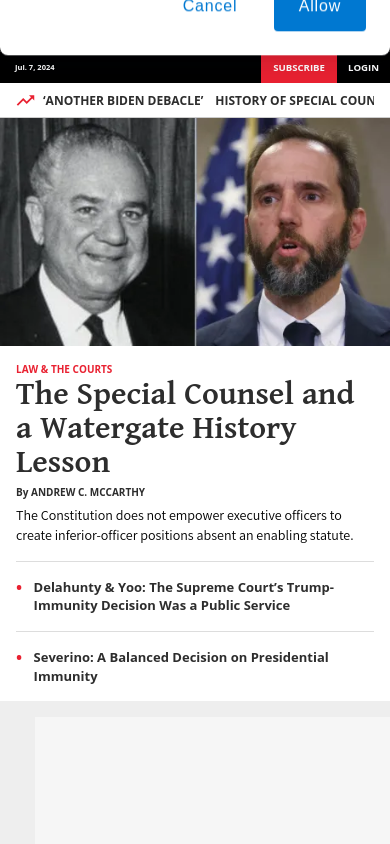 Cancel Allow
Jul. 7, 2024 SUBSCRIBE LOGIN
‘ANOTHER BIDEN DEBACLE’ HISTORY OF SPECIAL COUN
LAW & THE COURTS
The Special Counsel and
a Watergate History
Lesson
By ANDREW C. MCCARTHY
The Constitution does not empower executive officers to
create inferior-officer positions absent an enabling statute.
Delahunty & Yoo: The Supreme Court’s Trump-
Immunity Decision Was a Public Service
Severino: A Balanced Decision on Presidential
Immunity